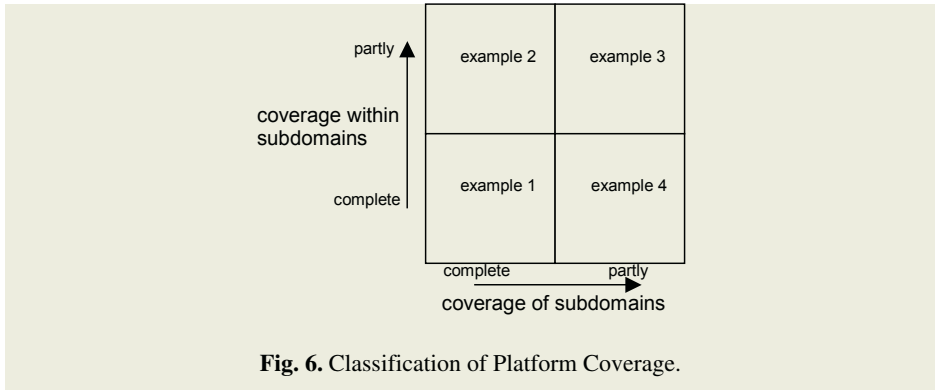 partly
example 2
example 3
coverage within
subdomains
example 1
example 4
complete
complete
partly
coverage of subdomains
Fig. 6. Classification of Platform Coverage.